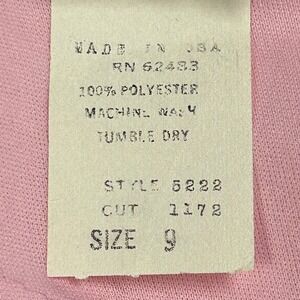 MADE IN USA
RN 62483
100% POLYESTER
MACHINE WASH
TUMBLE DRY
STYLE 5222
CUT 1172
SIZE 9